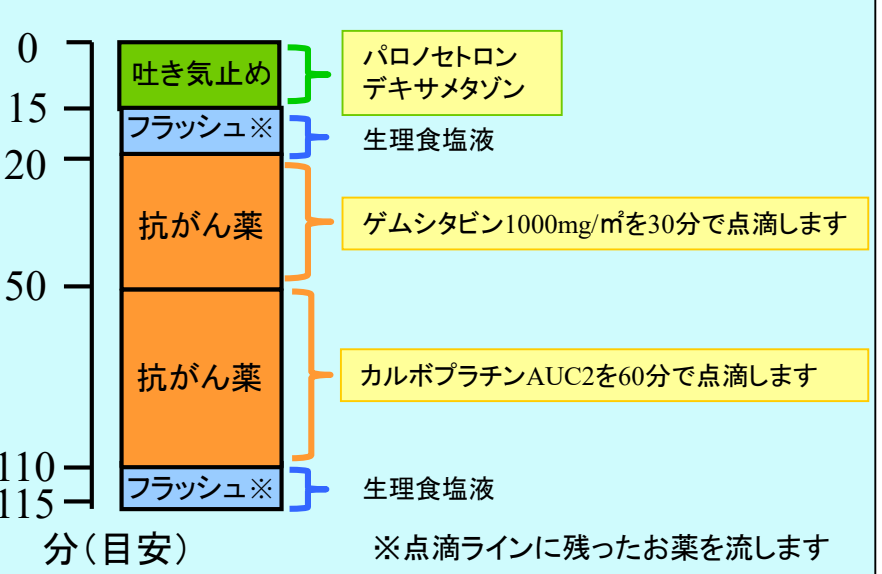 0
吐き気止め
パロノセトロン
デキサメタゾン
15
フラッシュ※
生理食塩液
20
抗がん薬
ゲムシタビン1000mg/㎡を30分で点滴します
50
抗がん薬
カルボプラチンAUC2を60分で点滴します
110
フラッシュ※
生理食塩液
115
分(目安)
※点滴ラインに残ったお薬を流します